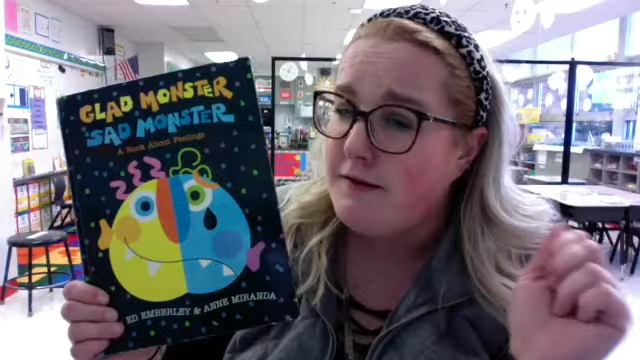 GLAD MONSTER
SAD MONSTER
A Book About Feelings
ED EMBERLEY & ANNE MIRANDA